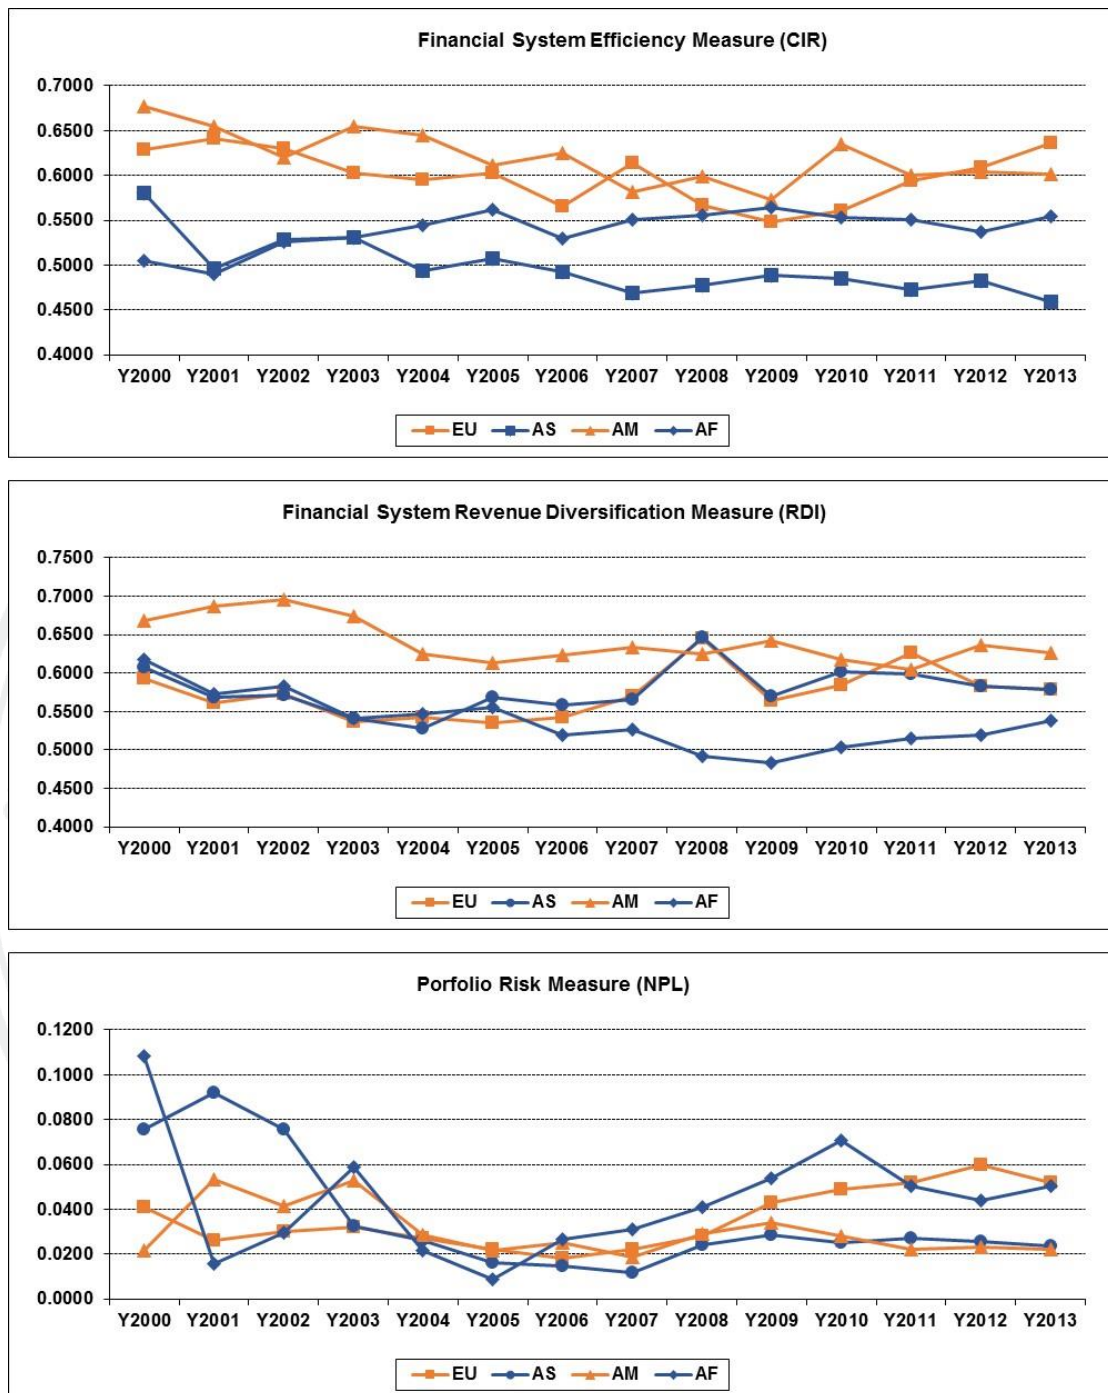 Financial System Efficiency Measure (CIR)
0.7000
0.6500
0.6000
0.5500
0.5000
0.4500
0.4000
Y2000 Y2001 Y2002 Y2003 Y2004 Y2005 Y2006 Y2007 Y2008 Y2009 Y2010 Y2011 Y2012 Y2013
EU AS AM AF
Financial System Revenue Diversification Measure (RDI)
0.7500
0.7000
0.6500
0.6000
0.5500
0.5000
0.4500
0.4000
Y2000 Y2001 Y2002 Y2003 Y2004 Y2005 Y2006 Y2007 Y2008 Y2009 Y2010 Y2011 Y2012 Y2013
EU AS AM AF
Porfolio Risk Measure (NPL)
0.1200
0.1000
0.0800
0.0600
0.0400
0.0200
0.0000
Y2000 Y2001 Y2002 Y2003 Y2004 Y2005 Y2006 Y2007 Y2008 Y2009 Y2010 Y2011 Y2012 Y2013
EU AS AM AF